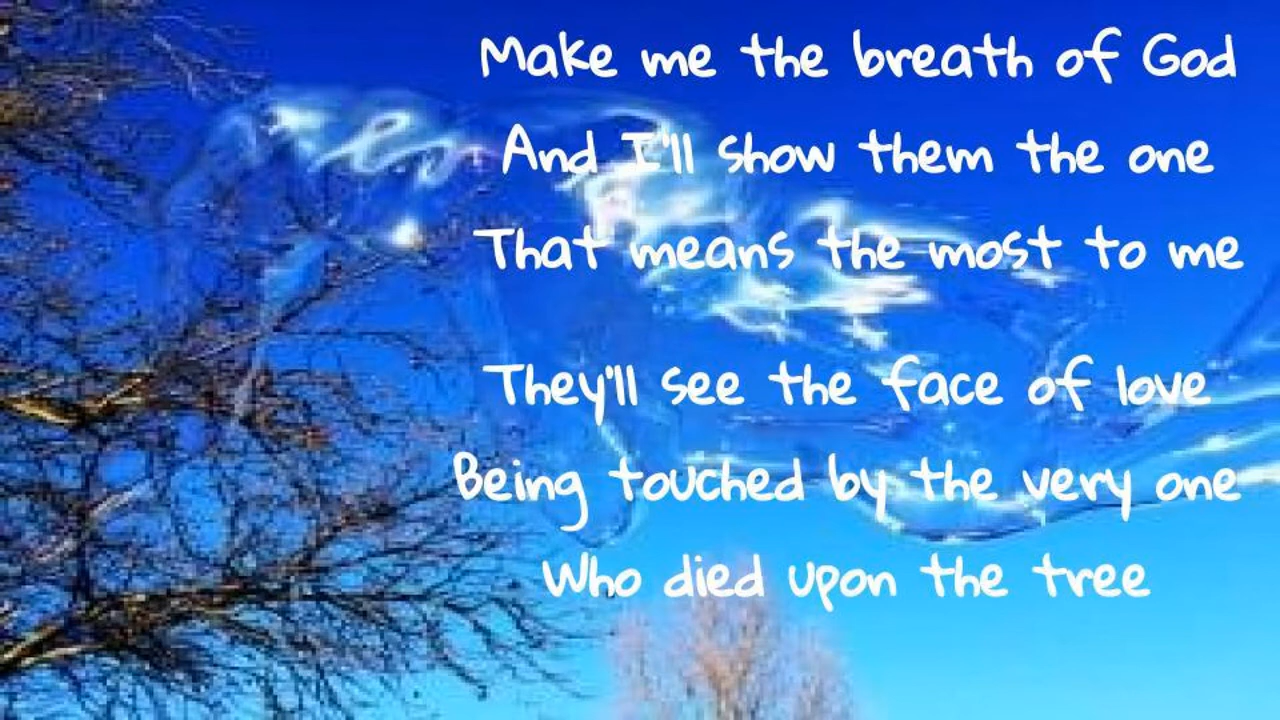 Make me the breath of God
And I'll show them the one
That means the most to me
They'll see the face of love
Being touched by the very one
Who died upon the tree